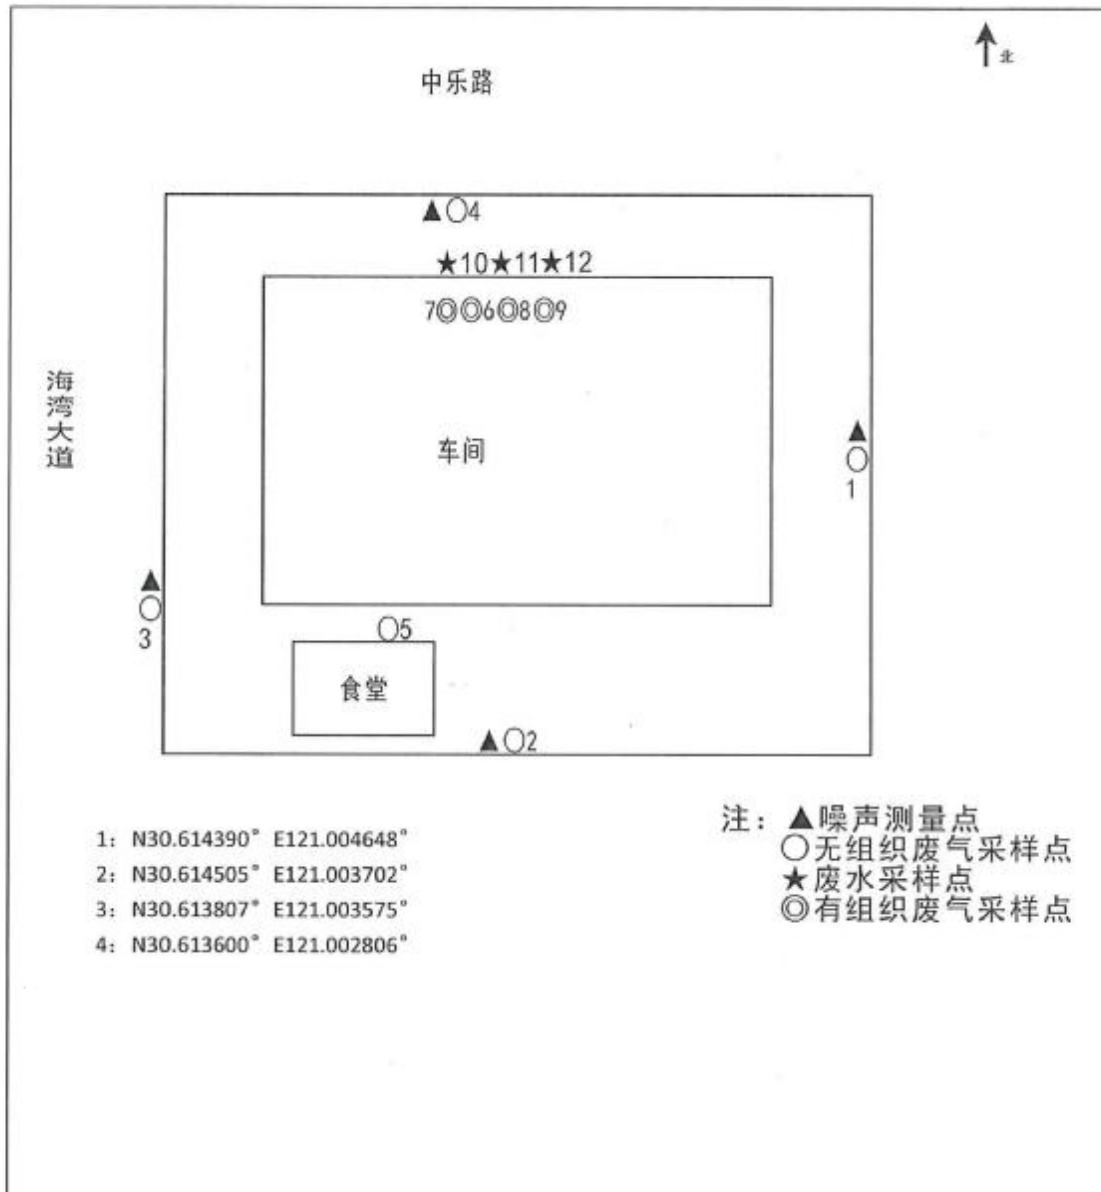 北
中乐路
▲○4
★10★11★12
7◎◎6◎8◎9
海湾大道
车间
▲
○
1
▲
○
3
○5
食堂
▲○2
1: N30.614390° E121.004648°
2: N30.614505° E121.003702°
3: N30.613807° E121.003575°
4: N30.613600° E121.002806°
注：▲噪声测量点
○无组织废气采样点
★废水采样点
◎有组织废气采样点